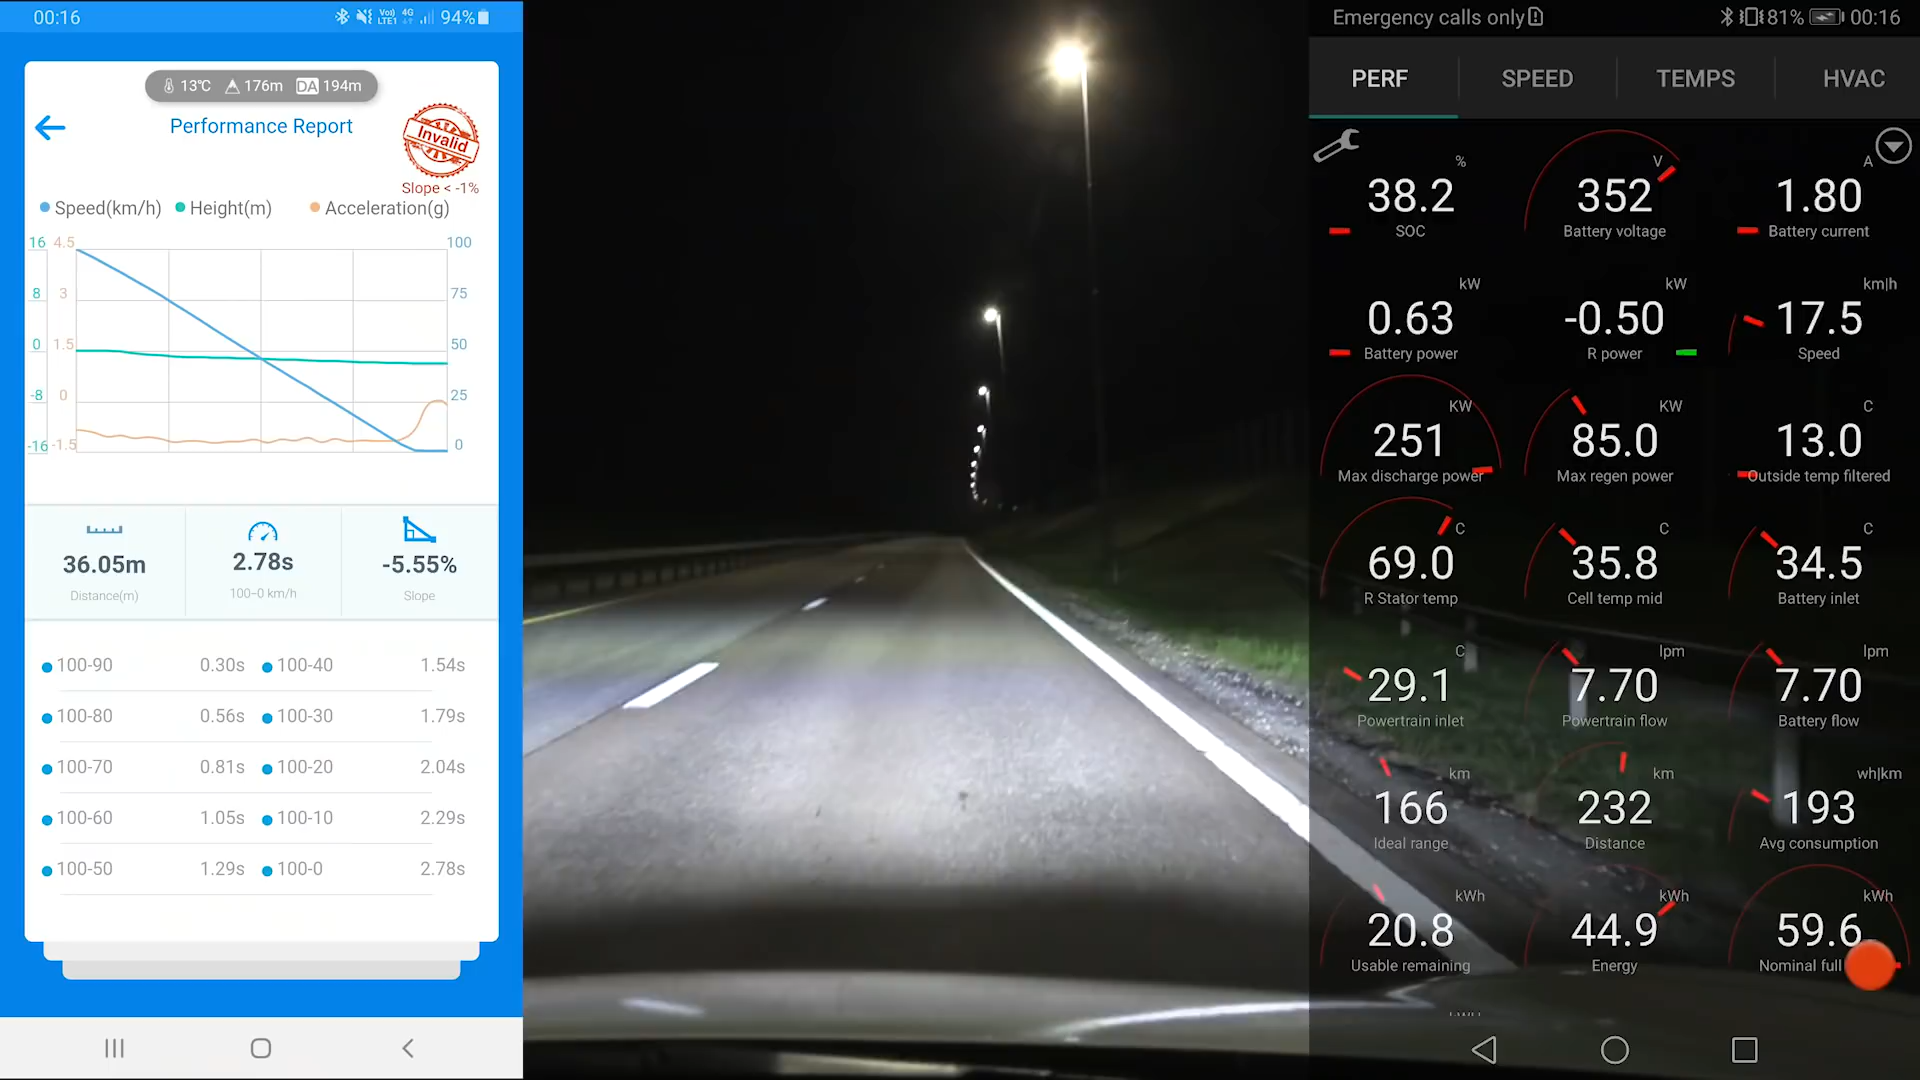 00:16
Vo)) 4G
LTE1
94%
13℃ 176m DA 194m
Performance Report
Invalid
Slope < -1%
Speed(km/h) Height(m) Acceleration(g)
16 4.5 100
8 3 75
0 1.5 50
-8 0 25
-16 -1.5 0
36.05m
Distance(m)
2.78s
100-0 km/h
-5.55%
Slope
100-90 0.30s 100-40 1.54s
100-80 0.56s 100-30 1.79s
100-70 0.81s 100-20 2.04s
100-60 1.05s 100-10 2.29s
100-50 1.29s 100-0 2.78s
Emergency calls only 81% 00:16
PERF SPEED TEMPS HVAC
% V A
38.2 352 1.80
SOC Battery voltage Battery current
kW kW km|h
0.63 -0.50 17.5
Battery power R power Speed
KW KW C
251 85.0 13.0
Max discharge power Max regen power Outside temp filtered
C C C
69.0 35.8 34.5
R Stator temp Cell temp mid Battery inlet
C lpm lpm
29.1 7.70 7.70
Powertrain inlet Powertrain flow Battery flow
km km wh|km
166 232 193
Ideal range Distance Avg consumption
kWh kWh kWh
20.8 44.9 59.6
Usable remaining Energy Nominal full